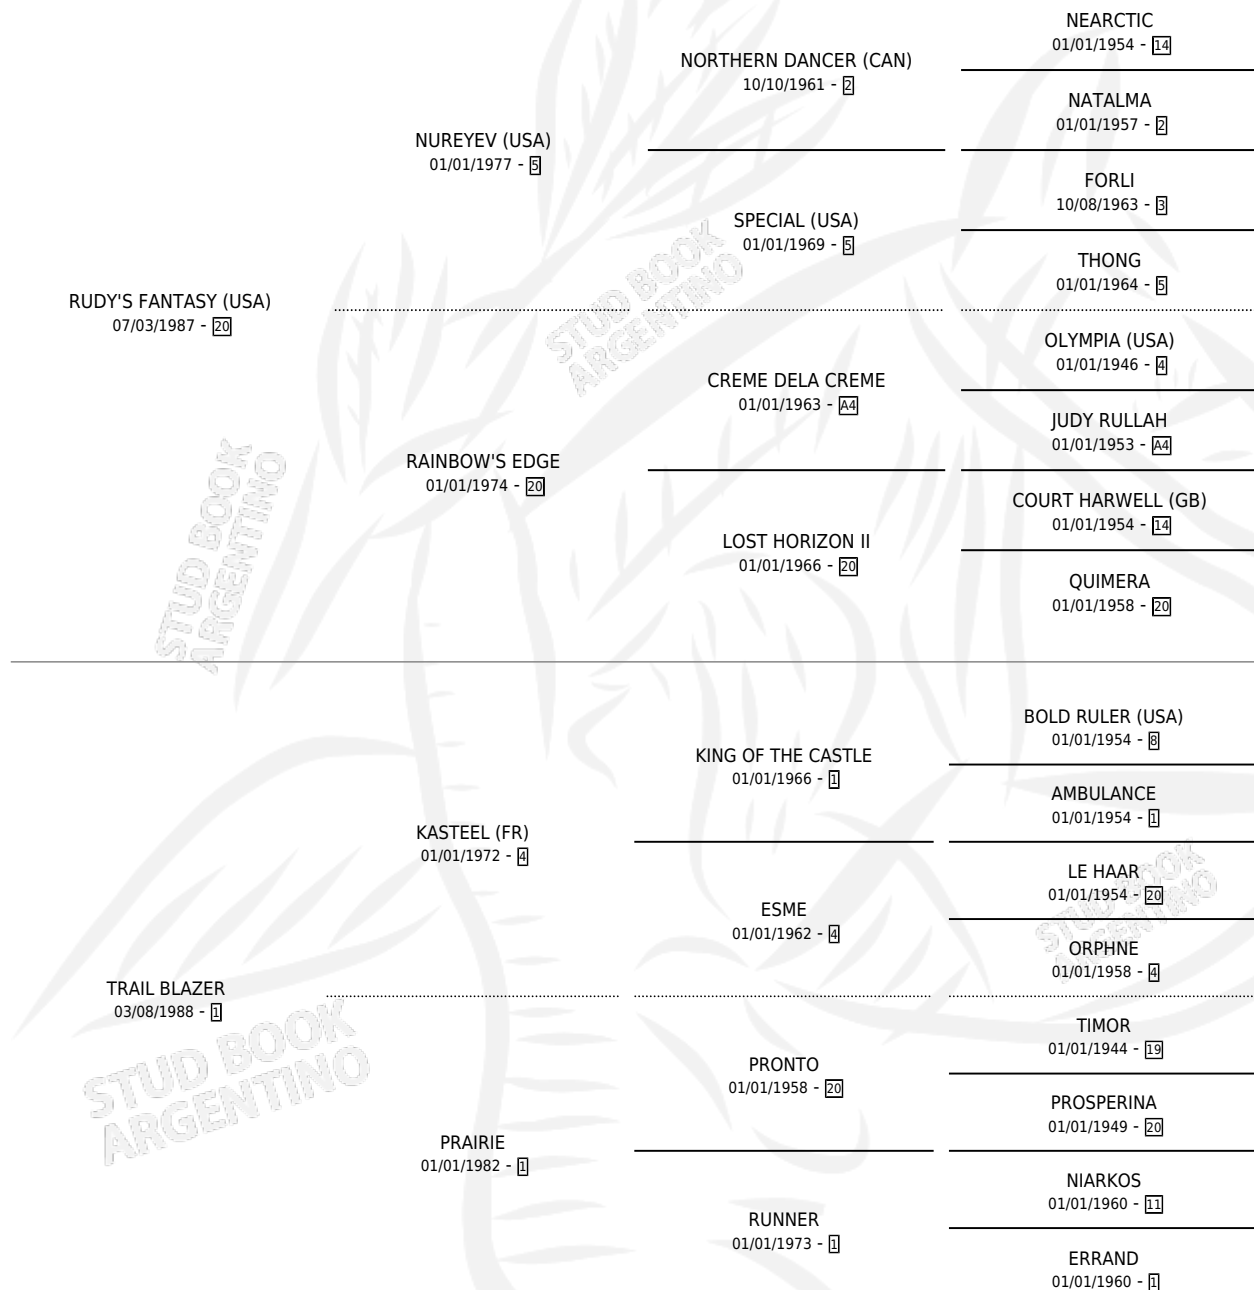 NEARCTIC
01/01/1954 - 14
NORTHERN DANCER (CAN)
10/10/1961 - 2
NATALMA
01/01/1957 - 2
NUREYEV (USA)
01/01/1977 - 5
FORLI
10/08/1963 - 3
SPECIAL (USA)
01/01/1969 - 5
THONG
01/01/1964 - 5
RUDY'S FANTASY (USA)
07/03/1987 - 20
OLYMPIA (USA)
01/01/1946 - 4
CREME DELA CREME
01/01/1963 - A4
JUDY RULLAH
01/01/1953 - A4
RAINBOW'S EDGE
01/01/1974 - 20
COURT HARWELL (GB)
01/01/1954 - 14
LOST HORIZON II
01/01/1966 - 20
QUIMERA
01/01/1958 - 20
BOLD RULER (USA)
01/01/1954 - 8
KING OF THE CASTLE
01/01/1966 - 1
AMBULANCE
01/01/1954 - 1
KASTEEL (FR)
01/01/1972 - 4
LE HAAR
01/01/1954 - 20
ESME
01/01/1962 - 4
ORPHNE
01/01/1958 - 4
TRAIL BLAZER
03/08/1988 - 1
TIMOR
01/01/1944 - 19
PRONTO
01/01/1958 - 20
PROSPERINA
01/01/1949 - 20
PRAIRIE
01/01/1982 - 1
NIARKOS
01/01/1960 - 11
RUNNER
01/01/1973 - 1
ERRAND
01/01/1960 - 1
STUD BOOK
ARGENTINO
STUD BOOK
ARGENTINO
STUD BOOK
ARGENTINO
STUD BOOK
ARGENTINO